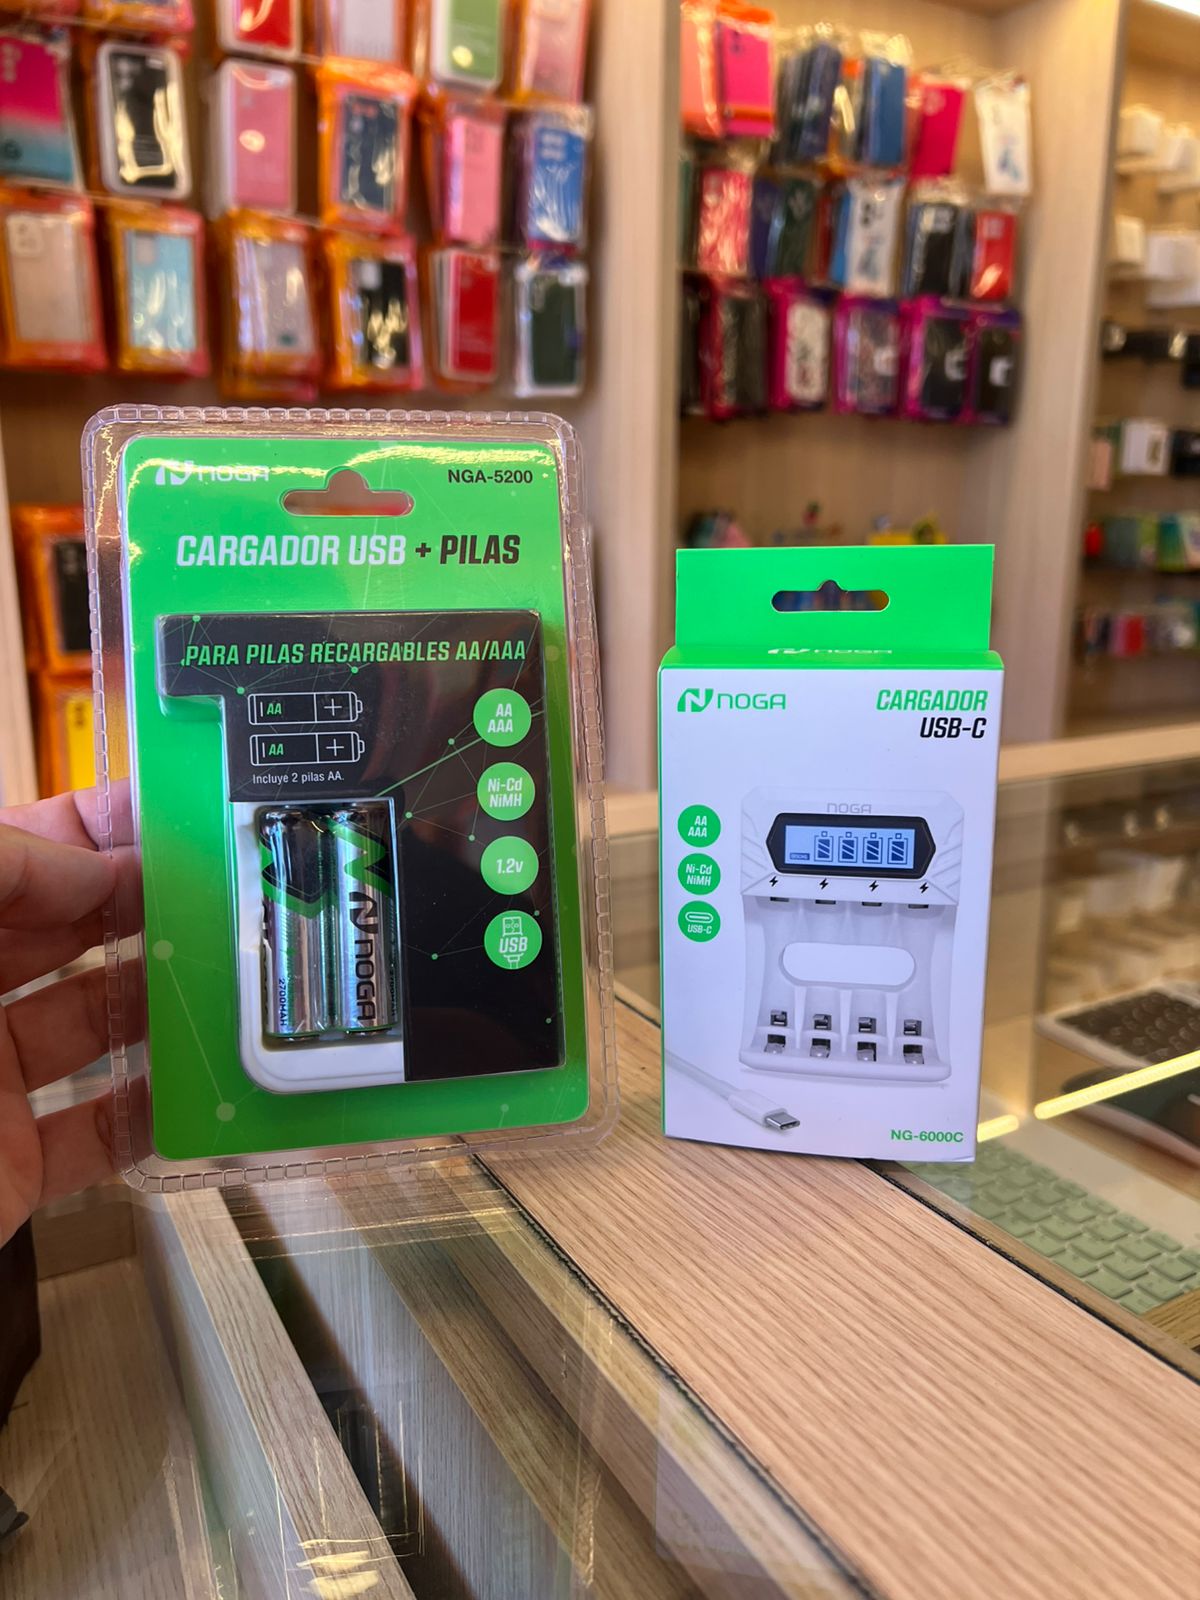 NOGA
NGA-5200
CARGADOR USB + PILAS
PARA PILAS RECARGABLES AA/AAA
AA
AA
Incluye 2 pilas AA.
AA
AAA
Ni-Cd
NiMH
1.2v
USB
NOGA
2700MAH
NOGA
NOGA
CARGADOR
USB-C
NOGA
AA
AAA
Ni-Cd
NiMH
USB-C
NG-6000C